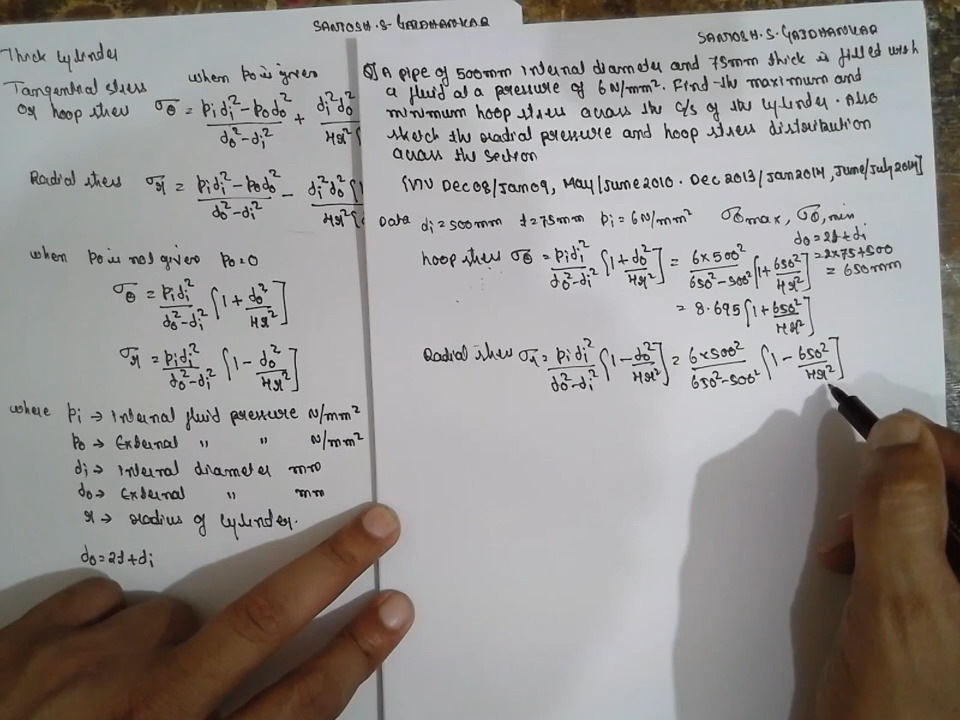 SANTOSH.S.GAJDHANKAR
Thick Cylinder
Tangential stress
or hoop stress
when Po is given
σθ = (pidi² - podo²)/(do² - di²) + di²do²/4r²{
Radial stress σr = (pidi² - podo²)/(do² - di²) - di²do²/4r²{
when Po is not given Po=0
σθ = pidi²/(do² - di²) [1 + do²/4r²]
σr = pidi²/(do² - di²) [1 - do²/4r²]
where pi → Internal fluid pressure N/mm²
po → External " " N/mm²
di → Internal diameter mm
do → External " mm
r → radius of cylinder.
do = 2t + di
SANTOSH.S.GAJDHANKAR
Q) A pipe of 500mm internal diameter and 75mm thick is filled with
a fluid at a pressure of 6 N/mm². Find the maximum and
minimum hoop stress across the c/s of the cylinder. Also
sketch the radial pressure and hoop stress distribution
across the section
[VTU Dec08/Jan09, May/June 2010. Dec 2013/Jan 2014, June/July 2014]
Data di = 500mm t = 75mm pi = 6N/mm² σθmax, σθ,min
do = 2t + di
= 2×75+500
= 650mm
hoop stress σθ = pidi²/(do² - di²) [1 + do²/4r²] = 6×500²/(650² - 500²) [1 + 650²/4r²]
= 8.695 [1 + 650²/4r²]
Radial stress σr = pidi²/(do² - di²) [1 - do²/4r²] = 6×500²/(650² - 500²) [1 - 650²/4r²]